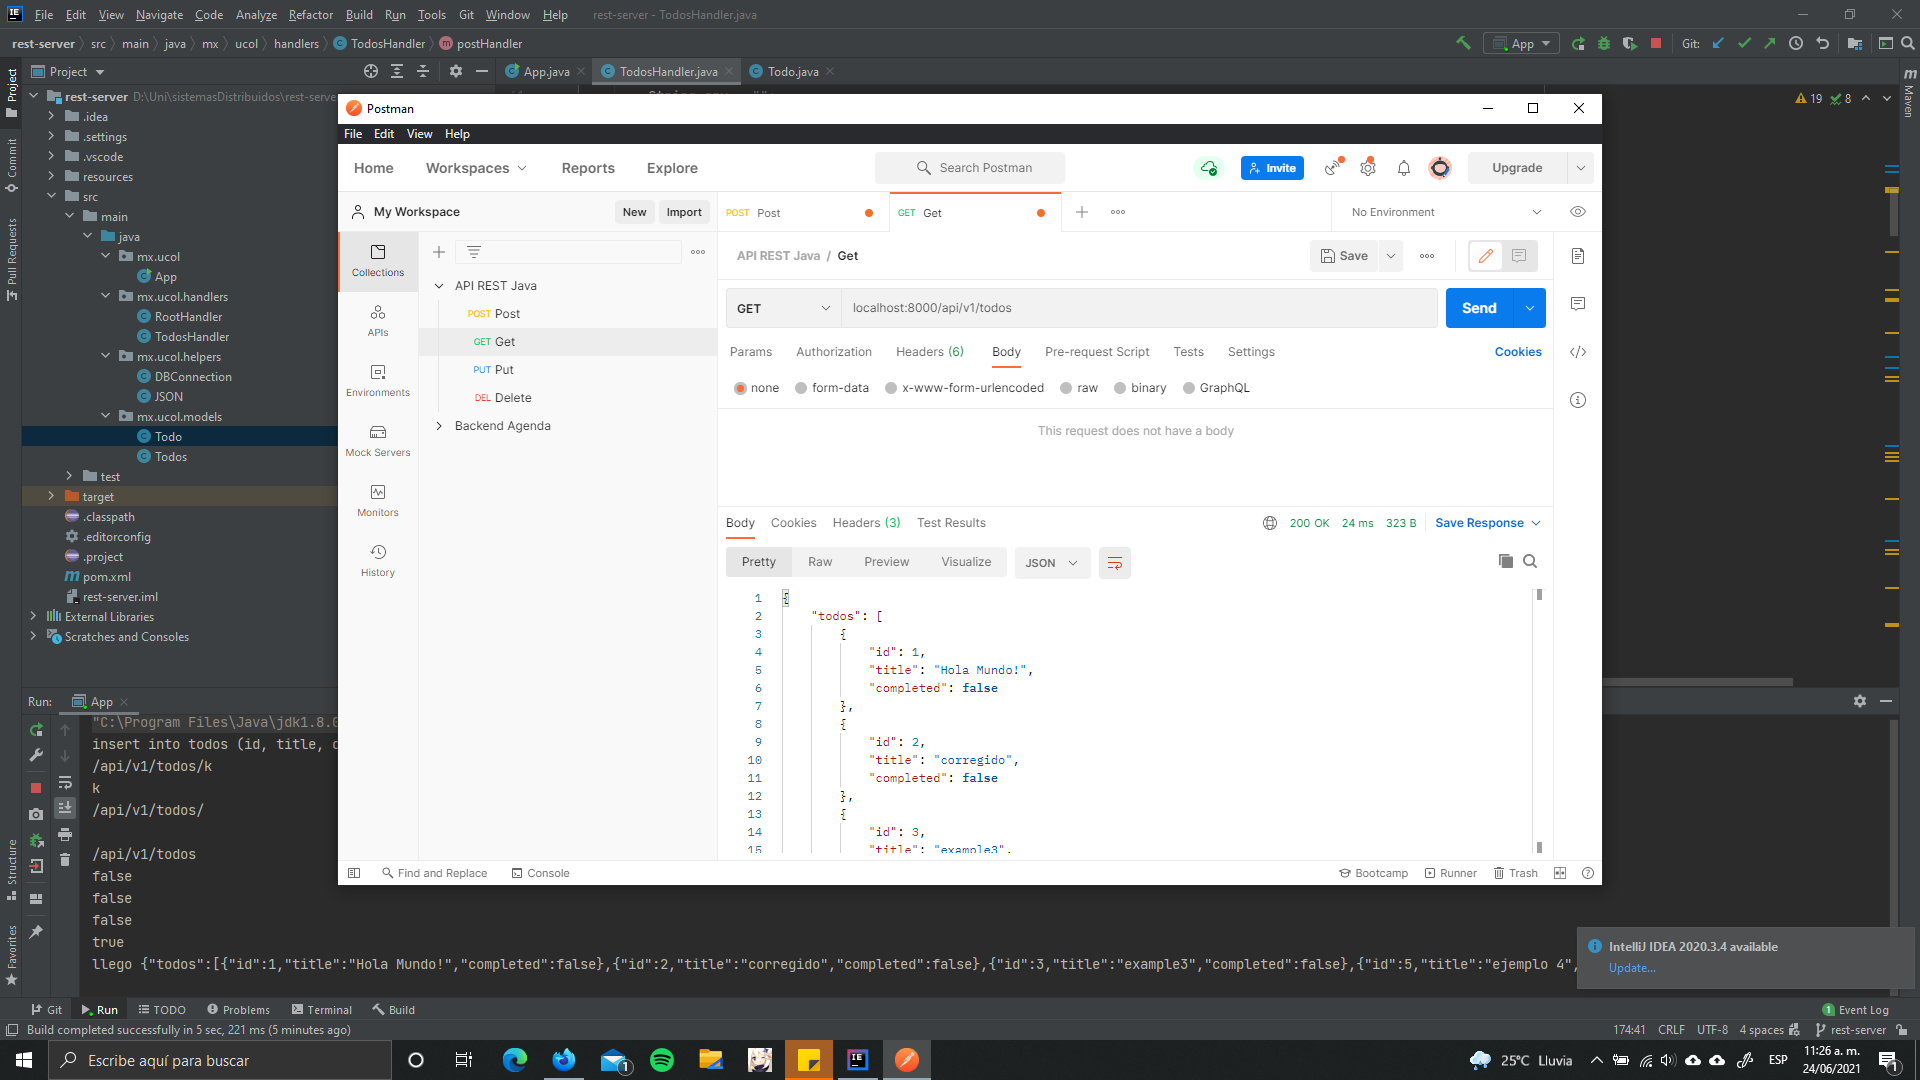 File Edit View Navigate Code Analyze Refactor Build Run Tools Git Window Help rest-server - TodosHandler.java
rest-server src main java mx ucol handlers TodosHandler postHandler
App Git:
Project
App.java TodosHandler.java Todo.java
rest-server D:\Uni\sistemasDistribuidos\rest-serve
19 8
.idea
.settings
.vscode
resources
src
main
java
mx.ucol
App
mx.ucol.handlers
RootHandler
TodosHandler
mx.ucol.helpers
DBConnection
JSON
mx.ucol.models
Todo
Todos
test
target
.classpath
.editorconfig
.project
pom.xml
rest-server.iml
External Libraries
Scratches and Consoles
Project
Commit
Pull Requests
Structure
Favorites
Maven
Postman
File Edit View Help
Home Workspaces Reports Explore
Search Postman
Invite
Upgrade
My Workspace New Import
POST Post
GET Get
No Environment
Collections
APIs
Environments
Mock Servers
Monitors
History
API REST Java
POST Post
GET Get
PUT Put
DEL Delete
Backend Agenda
API REST Java / Get
Save
GET localhost:8000/api/v1/todos
Send
Params Authorization Headers (6) Body Pre-request Script Tests Settings Cookies
none form-data x-www-form-urlencoded raw binary GraphQL
This request does not have a body
Body Cookies Headers (3) Test Results 200 OK 24 ms 323 B Save Response
Pretty Raw Preview Visualize JSON
1 {
2 "todos": [
3 {
4 "id": 1,
5 "title": "Hola Mundo!",
6 "completed": false
7 },
8 {
9 "id": 2,
10 "title": "corregido",
11 "completed": false
12 },
13 {
14 "id": 3,
15 "title": "example3",
Find and Replace Console
Bootcamp Runner Trash
Run: App
"C:\Program Files\Java\jdk1.8.0
insert into todos (id, title,
/api/v1/todos/k
k
/api/v1/todos/
/api/v1/todos
false
false
false
true
llego {"todos":[{"id":1,"title":"Hola Mundo!","completed":false},{"id":2,"title":"corregido","completed":false},{"id":3,"title":"example3","completed":false},{"id":5,"title":"ejemplo 4",
IntelliJ IDEA 2020.3.4 available
Update...
Git Run TODO Problems Terminal Build
1 Event Log
Build completed successfully in 5 sec, 221 ms (5 minutes ago)
174:41 CRLF UTF-8 4 spaces rest-server
Escribe aquí para buscar
1
25°C Lluvia
ESP
11:26 a. m.
24/06/2021
1